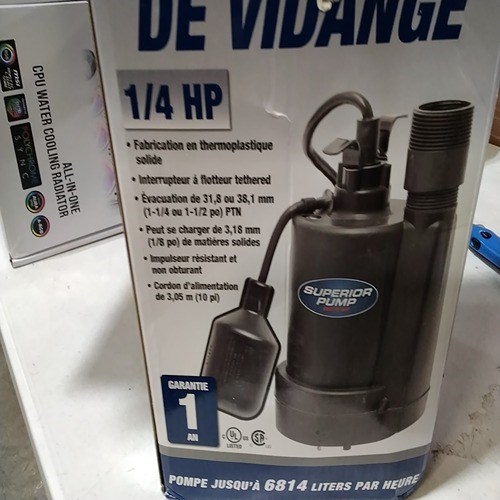 DE VIDANGE
1/4 HP
• Fabrication en thermoplastique
solide
• Interrupteur à flotteur tethered
• Évacuation de 31,8 ou 38,1 mm
(1-1/4 ou 1-1/2 po) PTN
• Peut se charger de 3,18 mm
(1/8 po) de matières solides
• Impulseur résistant et
non obturant
• Cordon d'alimentation
de 3,05 m (10 pi)
SUPERIOR
PUMP
GARANTIE
1
AN
UL
LISTED
POMPE JUSQU'À 6814 LITERS PAR HEURE
ALL-IN-ONE
CPU WATER COOLING RADIATOR